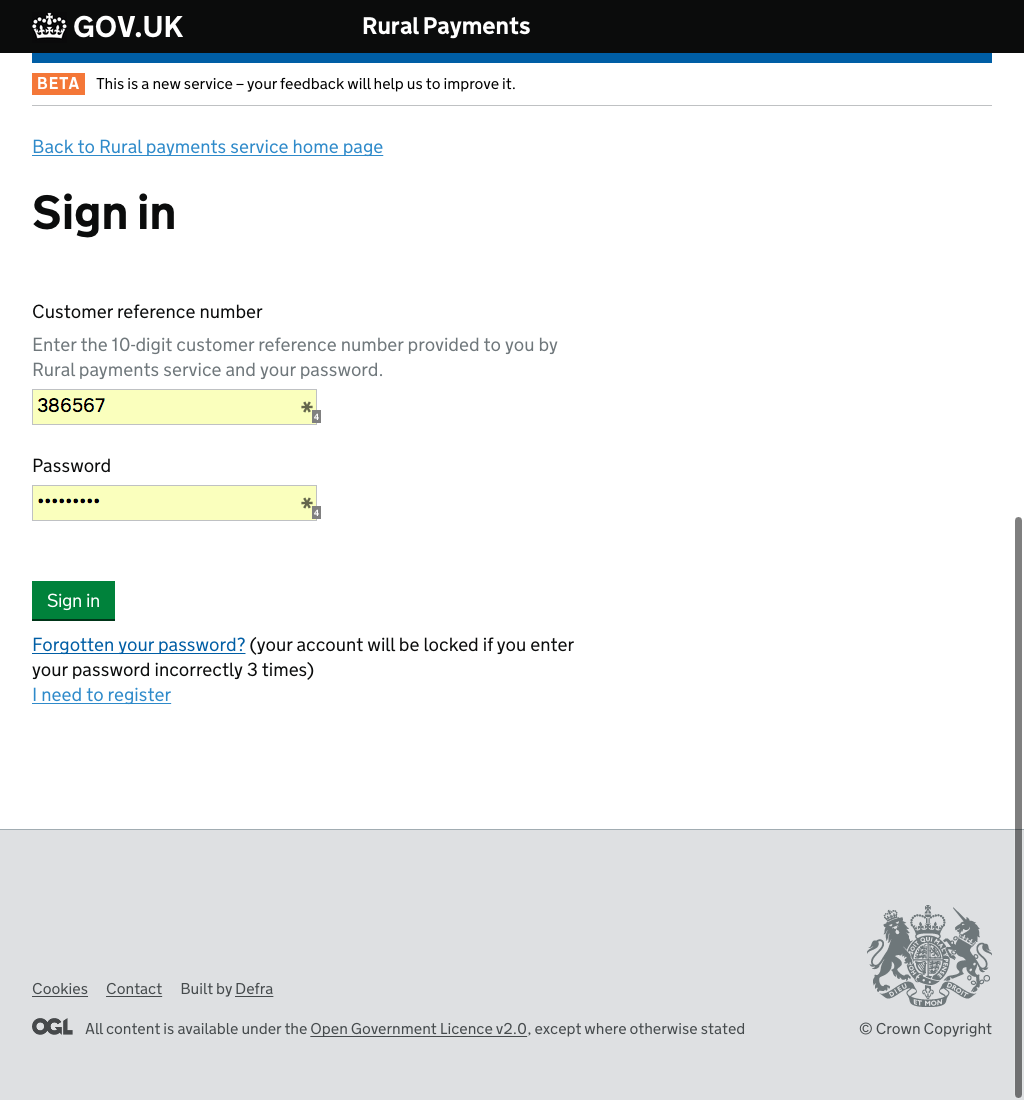 GOV.UK
Rural Payments
BETA This is a new service – your feedback will help us to improve it.
Back to Rural payments service home page
Sign in
Customer reference number
Enter the 10-digit customer reference number provided to you by
Rural payments service and your password.
386567
4
Password
•••••••••
4
Sign in
Forgotten your password? (your account will be locked if you enter
your password incorrectly 3 times)
I need to register
Cookies Contact Built by Defra
DIEU ET MON DROIT
OGL All content is available under the Open Government Licence v2.0, except where otherwise stated
© Crown Copyright